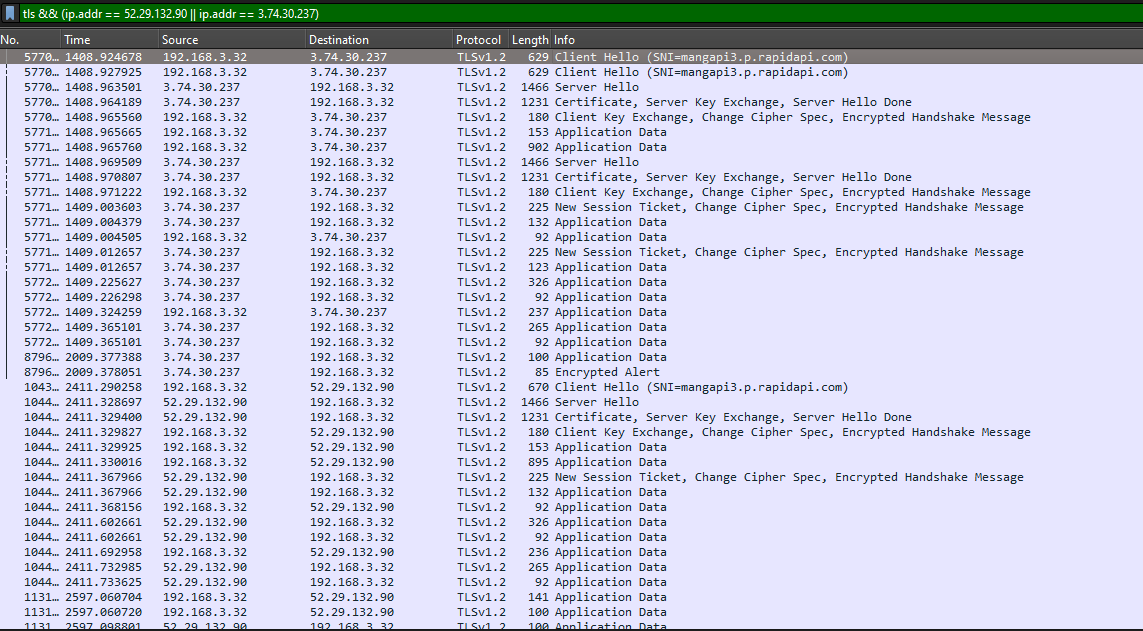 tls && (ip.addr == 52.29.132.90 || ip.addr == 3.74.30.237)
No. Time Source Destination Protocol Length Info
5770… 1408.924678 192.168.3.32 3.74.30.237 TLSv1.2 629 Client Hello (SNI=mangapi3.p.rapidapi.com)
5770… 1408.927925 192.168.3.32 3.74.30.237 TLSv1.2 629 Client Hello (SNI=mangapi3.p.rapidapi.com)
5770… 1408.963501 3.74.30.237 192.168.3.32 TLSv1.2 1466 Server Hello
5770… 1408.964189 3.74.30.237 192.168.3.32 TLSv1.2 1231 Certificate, Server Key Exchange, Server Hello Done
5770… 1408.965560 192.168.3.32 3.74.30.237 TLSv1.2 180 Client Key Exchange, Change Cipher Spec, Encrypted Handshake Message
5771… 1408.965665 192.168.3.32 3.74.30.237 TLSv1.2 153 Application Data
5771… 1408.965760 192.168.3.32 3.74.30.237 TLSv1.2 902 Application Data
5771… 1408.969509 3.74.30.237 192.168.3.32 TLSv1.2 1466 Server Hello
5771… 1408.970807 3.74.30.237 192.168.3.32 TLSv1.2 1231 Certificate, Server Key Exchange, Server Hello Done
5771… 1408.971222 192.168.3.32 3.74.30.237 TLSv1.2 180 Client Key Exchange, Change Cipher Spec, Encrypted Handshake Message
5771… 1409.003603 3.74.30.237 192.168.3.32 TLSv1.2 225 New Session Ticket, Change Cipher Spec, Encrypted Handshake Message
5771… 1409.004379 3.74.30.237 192.168.3.32 TLSv1.2 132 Application Data
5771… 1409.004505 192.168.3.32 3.74.30.237 TLSv1.2 92 Application Data
5771… 1409.012657 3.74.30.237 192.168.3.32 TLSv1.2 225 New Session Ticket, Change Cipher Spec, Encrypted Handshake Message
5771… 1409.012657 3.74.30.237 192.168.3.32 TLSv1.2 123 Application Data
5772… 1409.225627 3.74.30.237 192.168.3.32 TLSv1.2 326 Application Data
5772… 1409.226298 3.74.30.237 192.168.3.32 TLSv1.2 92 Application Data
5772… 1409.324259 192.168.3.32 3.74.30.237 TLSv1.2 237 Application Data
5772… 1409.365101 3.74.30.237 192.168.3.32 TLSv1.2 265 Application Data
5772… 1409.365101 3.74.30.237 192.168.3.32 TLSv1.2 92 Application Data
8796… 2009.377388 3.74.30.237 192.168.3.32 TLSv1.2 100 Application Data
8796… 2009.378051 3.74.30.237 192.168.3.32 TLSv1.2 85 Encrypted Alert
1043… 2411.290258 192.168.3.32 52.29.132.90 TLSv1.2 670 Client Hello (SNI=mangapi3.p.rapidapi.com)
1044… 2411.328697 52.29.132.90 192.168.3.32 TLSv1.2 1466 Server Hello
1044… 2411.329400 52.29.132.90 192.168.3.32 TLSv1.2 1231 Certificate, Server Key Exchange, Server Hello Done
1044… 2411.329827 192.168.3.32 52.29.132.90 TLSv1.2 180 Client Key Exchange, Change Cipher Spec, Encrypted Handshake Message
1044… 2411.329925 192.168.3.32 52.29.132.90 TLSv1.2 153 Application Data
1044… 2411.330016 192.168.3.32 52.29.132.90 TLSv1.2 895 Application Data
1044… 2411.367966 52.29.132.90 192.168.3.32 TLSv1.2 225 New Session Ticket, Change Cipher Spec, Encrypted Handshake Message
1044… 2411.367966 52.29.132.90 192.168.3.32 TLSv1.2 132 Application Data
1044… 2411.368156 192.168.3.32 52.29.132.90 TLSv1.2 92 Application Data
1044… 2411.602661 52.29.132.90 192.168.3.32 TLSv1.2 326 Application Data
1044… 2411.602661 52.29.132.90 192.168.3.32 TLSv1.2 92 Application Data
1044… 2411.692958 192.168.3.32 52.29.132.90 TLSv1.2 236 Application Data
1044… 2411.732985 52.29.132.90 192.168.3.32 TLSv1.2 265 Application Data
1044… 2411.733625 52.29.132.90 192.168.3.32 TLSv1.2 92 Application Data
1131… 2597.060704 192.168.3.32 52.29.132.90 TLSv1.2 141 Application Data
1131… 2597.060720 192.168.3.32 52.29.132.90 TLSv1.2 100 Application Data
1131… 2597.098801 52.29.132.90 192.168.3.32 TLSv1.2 100 Application Data